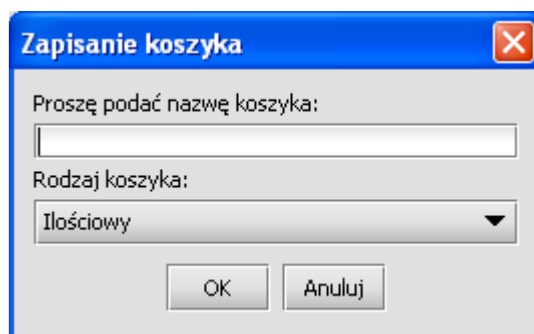 Zapisanie koszyka
Proszę podać nazwę koszyka:
Rodzaj koszyka:
Ilościowy
OK Anuluj